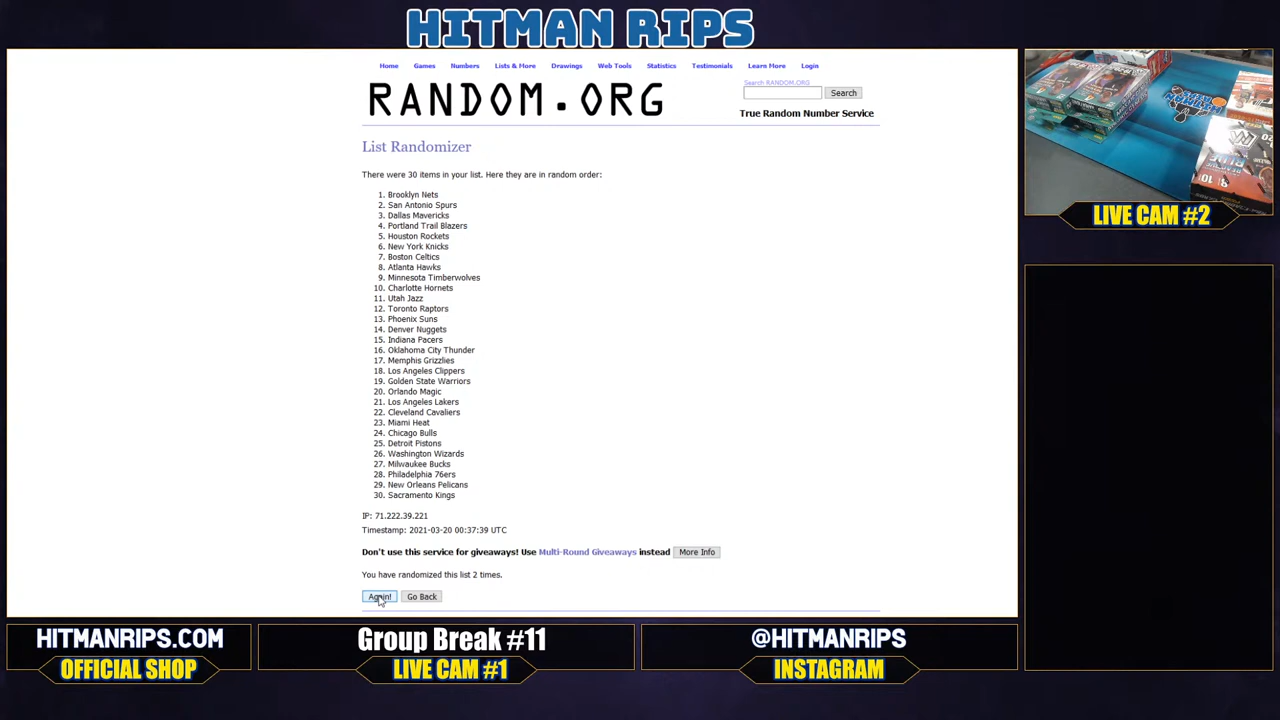 HITMAN RIPS
Home Games Numbers Lists & More Drawings Web Tools Statistics Testimonials Learn More Login
Search RANDOM.ORG
RANDOM.ORG
Search
True Random Number Service
List Randomizer
There were 30 items in your list. Here they are in random order:
1. Brooklyn Nets
2. San Antonio Spurs
3. Dallas Mavericks
4. Portland Trail Blazers
5. Houston Rockets
6. New York Knicks
7. Boston Celtics
8. Atlanta Hawks
9. Minnesota Timberwolves
10. Charlotte Hornets
11. Utah Jazz
12. Toronto Raptors
13. Phoenix Suns
14. Denver Nuggets
15. Indiana Pacers
16. Oklahoma City Thunder
17. Memphis Grizzlies
18. Los Angeles Clippers
19. Golden State Warriors
20. Orlando Magic
21. Los Angeles Lakers
22. Cleveland Cavaliers
23. Miami Heat
24. Chicago Bulls
25. Detroit Pistons
26. Washington Wizards
27. Milwaukee Bucks
28. Philadelphia 76ers
29. New Orleans Pelicans
30. Sacramento Kings
IP: 71.222.39.221
Timestamp: 2021-03-20 00:37:39 UTC
Don't use this service for giveaways! Use Multi-Round Giveaways instead More Info
You have randomized this list 2 times.
Again! Go Back
LIVE CAM #2
HITMANRIPS.COM
OFFICIAL SHOP
Group Break #11
LIVE CAM #1
@HITMANRIPS
INSTAGRAM